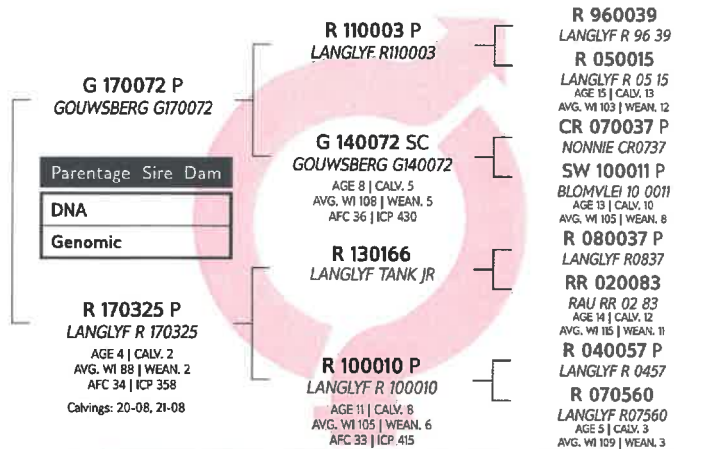 G 170072 P
GOUWSBERG G170072
Parentage Sire Dam
DNA
Genomic
R 170325 P
LANGLYF R 170325
AGE 4 | CALV. 2
AVG. WI 88 | WEAN. 2
AFC 34 | ICP 358
Calvings: 20-08, 21-08
R 110003 P
LANGLYF R110003
G 140072 SC
GOUWSBERG G140072
AGE 8 | CALV. 5
AVG. WI 108 | WEAN. 5
AFC 36 | ICP 430
R 130166
LANGLYF TANK JR
R 100010 P
LANGLYF R 100010
AGE 11 | CALV. 8
AVG. WI 105 | WEAN. 6
AFC 33 | ICP 415
R 960039
LANGLYF R 96 39
R 050015
LANGLYF R 05 15
AGE 15 | CALV. 13
AVG. WI 103 | WEAN. 12
CR 070037 P
NONNIE CR0737
SW 100011 P
BLOMVLEI 10 0011
AGE 13 | CALV. 10
AVG. WI 105 | WEAN. 8
R 080037 P
LANGLYF R0837
RR 020083
RAU RR 02 83
AGE 14 | CALV. 12
AVG. WI 115 | WEAN. 11
R 040057 P
LANGLYF R 0457
R 070560
LANGLYF R07560
AGE 5 | CALV. 3
AVG. WI 109 | WEAN. 3